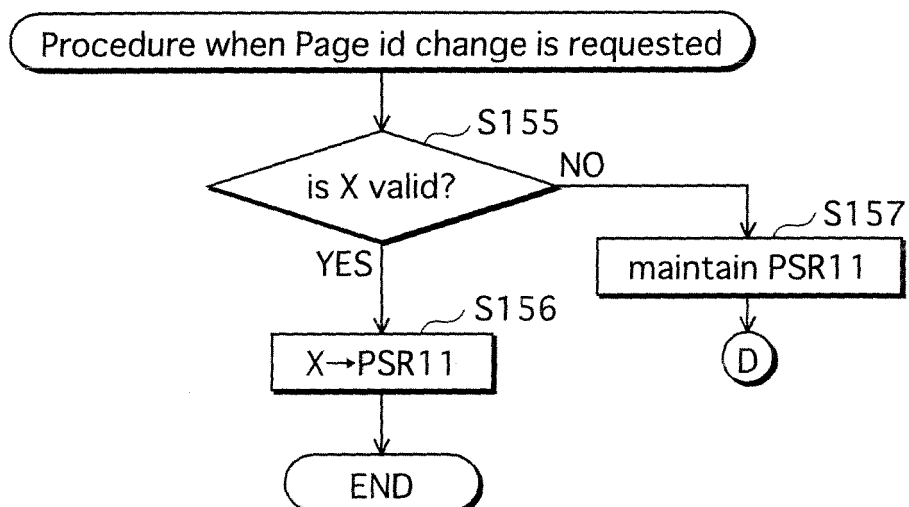 Procedure when Page id change is requested
S155
is X valid?
NO
S157
maintain PSR11
YES
S156
X→PSR11
D
END